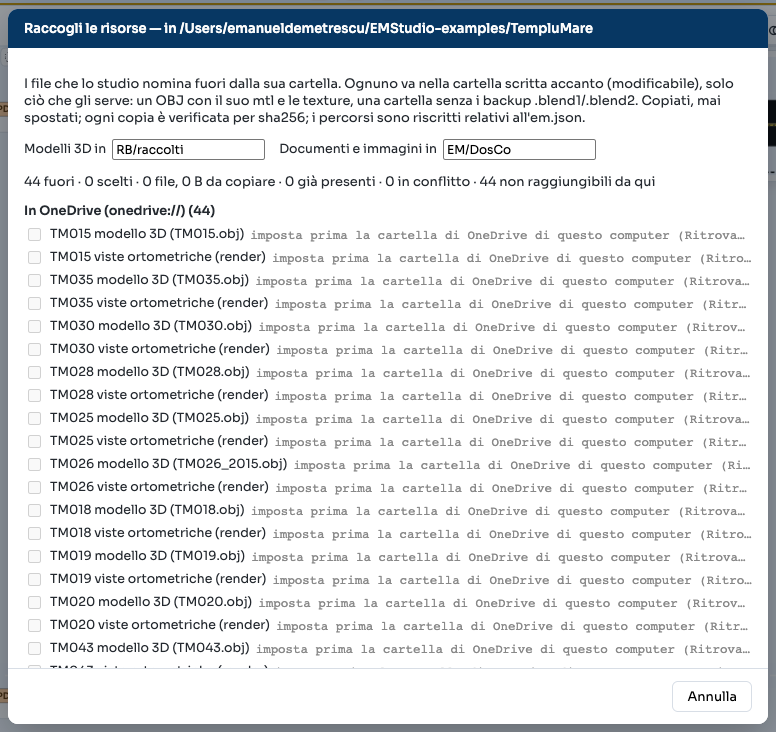 Raccogli le risorse — in /Users/emanueldemetrescu/EMStudio-examples/TempluMare
I file che lo studio nomina fuori dalla sua cartella. Ognuno va nella cartella scritta accanto (modificabile), solo
ciò che gli serve: un OBJ con il suo mtl e le texture, una cartella senza i backup .blend1/.blend2. Copiati, mai
spostati; ogni copia è verificata per sha256; i percorsi sono riscritti relativi all'em.json.
Modelli 3D in RB/raccolti Documenti e immagini in EM/DosCo
44 fuori · 0 scelti · 0 file, 0 B da copiare · 0 già presenti · 0 in conflitto · 44 non raggiungibili da qui
In OneDrive (onedrive://) (44)
TM015 modello 3D (TM015.obj) imposta prima la cartella di OneDrive di questo computer (Ritrova…
TM015 viste ortometriche (render) imposta prima la cartella di OneDrive di questo computer (Ritro…
TM035 modello 3D (TM035.obj) imposta prima la cartella di OneDrive di questo computer (Ritrova…
TM035 viste ortometriche (render) imposta prima la cartella di OneDrive di questo computer (Ritr…
TM030 modello 3D (TM030.obj) imposta prima la cartella di OneDrive di questo computer (Ritrov…
TM030 viste ortometriche (render) imposta prima la cartella di OneDrive di questo computer (Ritr…
TM028 modello 3D (TM028.obj) imposta prima la cartella di OneDrive di questo computer (Ritrova…
TM028 viste ortometriche (render) imposta prima la cartella di OneDrive di questo computer (Ritr…
TM025 modello 3D (TM025.obj) imposta prima la cartella di OneDrive di questo computer (Ritrova…
TM025 viste ortometriche (render) imposta prima la cartella di OneDrive di questo computer (Ritr…
TM026 modello 3D (TM026_2015.obj) imposta prima la cartella di OneDrive di questo computer (Ri…
TM026 viste ortometriche (render) imposta prima la cartella di OneDrive di questo computer (Ritr…
TM018 modello 3D (TM018.obj) imposta prima la cartella di OneDrive di questo computer (Ritrova…
TM018 viste ortometriche (render) imposta prima la cartella di OneDrive di questo computer (Ritr…
TM019 modello 3D (TM019.obj) imposta prima la cartella di OneDrive di questo computer (Ritrova…
TM019 viste ortometriche (render) imposta prima la cartella di OneDrive di questo computer (Ritr…
TM020 modello 3D (TM020.obj) imposta prima la cartella di OneDrive di questo computer (Ritrov…
TM020 viste ortometriche (render) imposta prima la cartella di OneDrive di questo computer (Ritr…
TM043 modello 3D (TM043.obj) imposta prima la cartella di OneDrive di questo computer (Ritrova…
Annulla